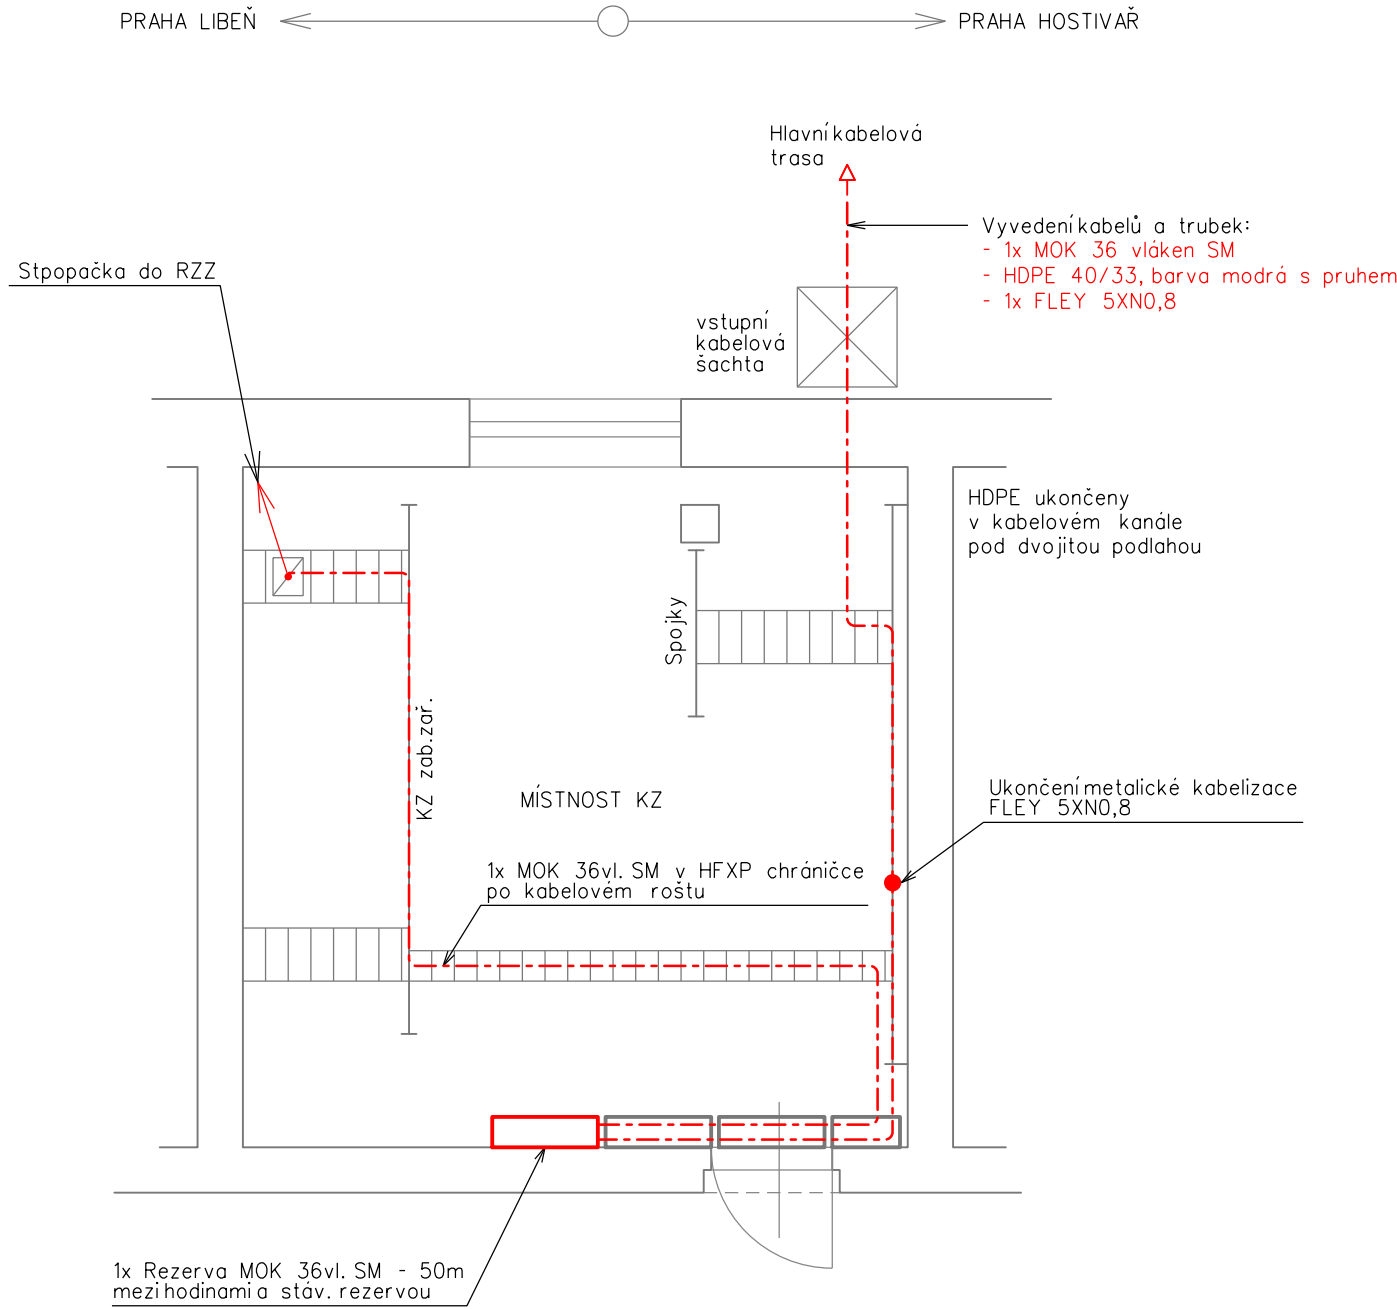 PRAHA LIBEŇ
PRAHA HOSTIVAŘ
Hlavní kabelová
trasa
Vyvedení kabelů a trubek:
- 1x MOK 36 vláken SM
- HDPE 40/33, barva modrá s pruhem
- 1x FLEY 5XN0,8
Stpopačka do RZZ
vstupní
kabelová
šachta
HDPE ukončeny
v kabelovém kanále
pod dvojitou podlahou
Spojky
KZ zab.zař.
MÍSTNOST KZ
Ukončení metalické kabelizace
FLEY 5XN0,8
1x MOK 36vl. SM v HFXP chráničce
po kabelovém roštu
1x Rezerva MOK 36vl. SM - 50m
mezi hodinami a stáv. rezervou